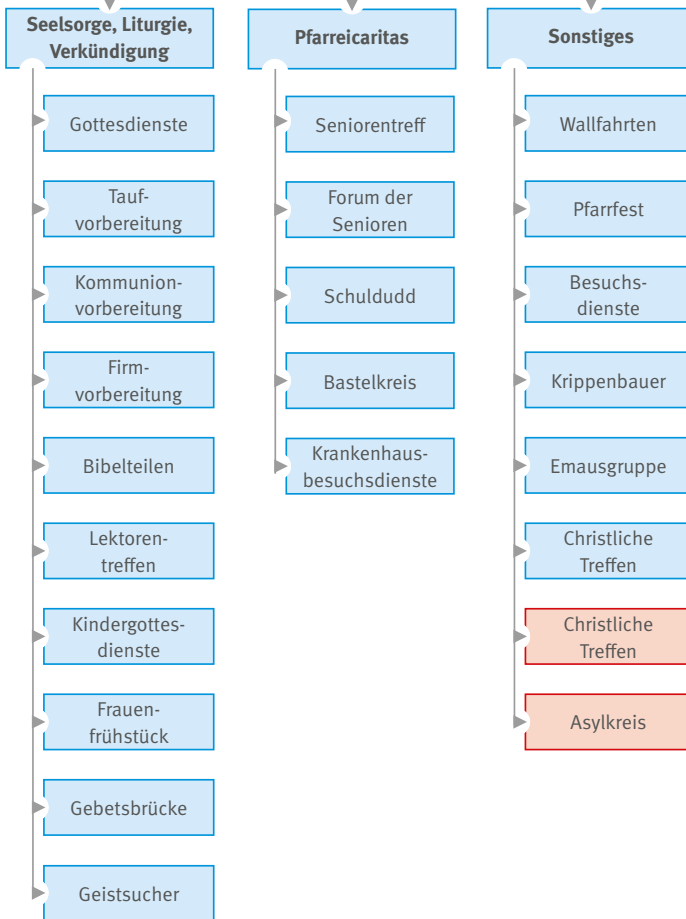 Seelsorge, Liturgie,
Verkündigung
Gottesdienste
Tauf-
vorbereitung
Kommunion-
vorbereitung
Firm-
vorbereitung
Bibelteilen
Lektoren-
treffen
Kindergottes-
dienste
Frauen-
frühstück
Gebetsbrücke
Geistsucher
Pfarreicaritas
Seniorentreff
Forum der
Senioren
Schuldudd
Bastelkreis
Krankenhaus-
besuchsdienste
Sonstiges
Wallfahrten
Pfarrfest
Besuchs-
dienste
Krippenbauer
Emausgruppe
Christliche
Treffen
Christliche
Treffen
Asylkreis